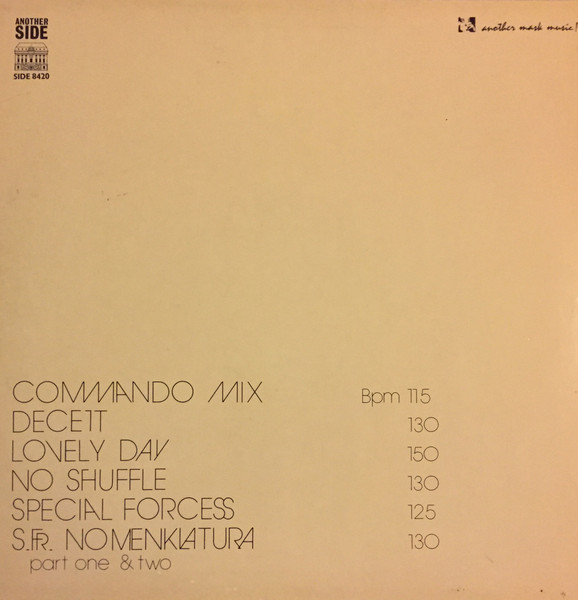 ANOTHER
SIDE
SIDE 8420
another mask music!
COMMANDO MIX Bpm 115
DECEIT 130
LOVELY DAY 150
NO SHUFFLE 130
SPECIAL FORCESS 125
S.F.R. NOMENKLATURA 130
part one & two